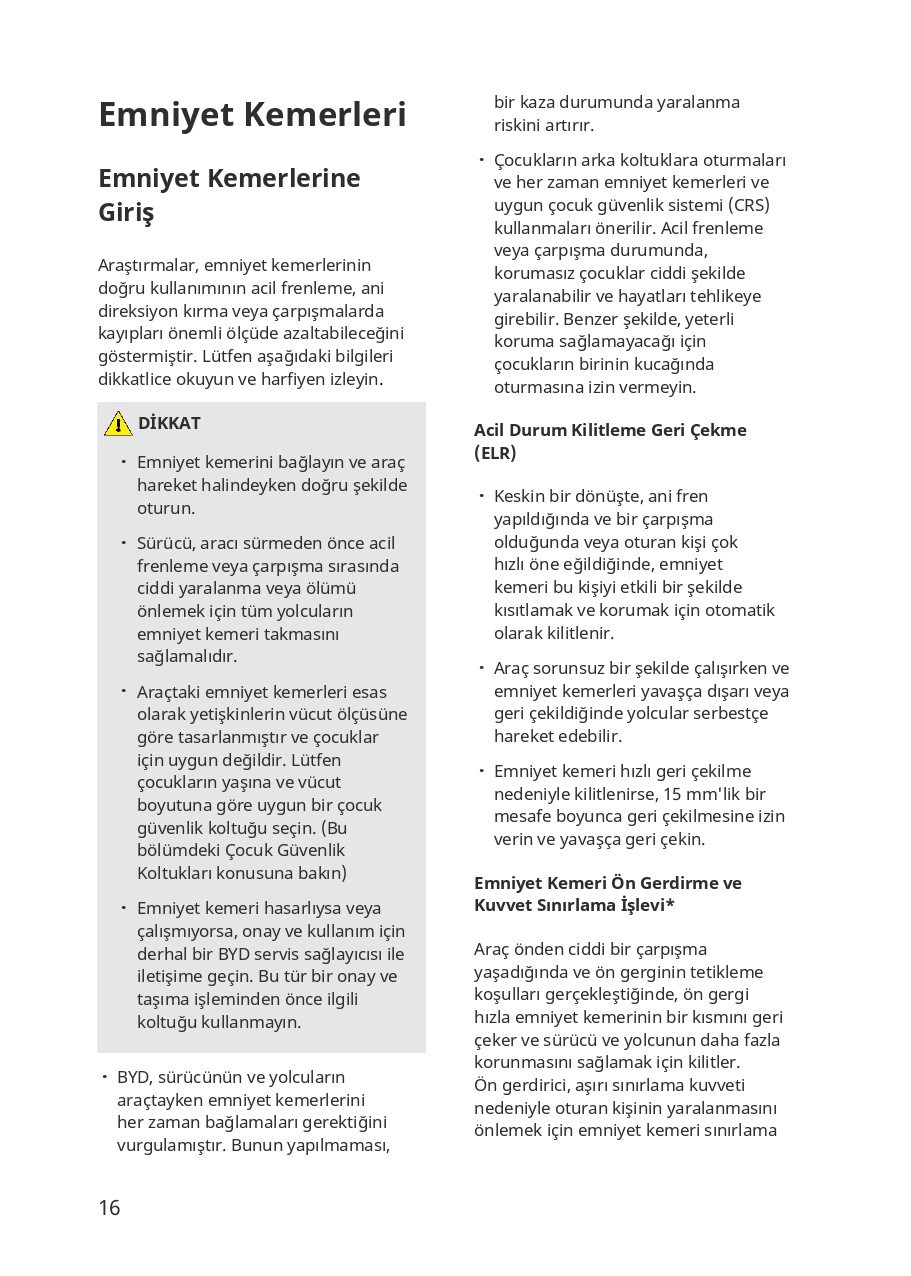 Emniyet Kemerleri
Emniyet Kemerlerine
Giriş
Araştırmalar, emniyet kemerlerinin
doğru kullanımının acil frenleme, ani
direksiyon kırma veya çarpışmalarda
kayıpları önemli ölçüde azaltabileceğini
göstermiştir. Lütfen aşağıdaki bilgileri
dikkatlice okuyun ve harfiyen izleyin.
DİKKAT
· Emniyet kemerini bağlayın ve araç
hareket halindeyken doğru şekilde
oturun.
· Sürücü, aracı sürmeden önce acil
frenleme veya çarpışma sırasında
ciddi yaralanma veya ölümü
önlemek için tüm yolcuların
emniyet kemeri takmasını
sağlamalıdır.
· Araçtaki emniyet kemerleri esas
olarak yetişkinlerin vücut ölçüsüne
göre tasarlanmıştır ve çocuklar
için uygun değildir. Lütfen
çocukların yaşına ve vücut
boyutuna göre uygun bir çocuk
güvenlik koltuğu seçin. (Bu
bölümdeki Çocuk Güvenlik
Koltukları konusuna bakın)
· Emniyet kemeri hasarlıysa veya
çalışmıyorsa, onay ve kullanım için
derhal bir BYD servis sağlayıcısı ile
iletişime geçin. Bu tür bir onay ve
taşıma işleminden önce ilgili
koltuğu kullanmayın.
· BYD, sürücünün ve yolcuların
araçtayken emniyet kemerlerini
her zaman bağlamaları gerektiğini
vurgulamıştır. Bunun yapılmaması,
bir kaza durumunda yaralanma
riskini artırır.
· Çocukların arka koltuklara oturmaları
ve her zaman emniyet kemerleri ve
uygun çocuk güvenlik sistemi (CRS)
kullanmaları önerilir. Acil frenleme
veya çarpışma durumunda,
korumasız çocuklar ciddi şekilde
yaralanabilir ve hayatları tehlikeye
girebilir. Benzer şekilde, yeterli
koruma sağlamayacağı için
çocukların birinin kucağında
oturmasına izin vermeyin.
Acil Durum Kilitleme Geri Çekme
(ELR)
· Keskin bir dönüşte, ani fren
yapıldığında ve bir çarpışma
olduğunda veya oturan kişi çok
hızlı öne eğildiğinde, emniyet
kemeri bu kişiyi etkili bir şekilde
kısıtlamak ve korumak için otomatik
olarak kilitlenir.
· Araç sorunsuz bir şekilde çalışırken ve
emniyet kemerleri yavaşça dışarı veya
geri çekildiğinde yolcular serbestçe
hareket edebilir.
· Emniyet kemeri hızlı geri çekilme
nedeniyle kilitlenirse, 15 mm'lik bir
mesafe boyunca geri çekilmesine izin
verin ve yavaşça geri çekin.
Emniyet Kemeri Ön Gerdirme ve
Kuvvet Sınırlama İşlevi*
Araç önden ciddi bir çarpışma
yaşadığında ve ön gerginin tetikleme
koşulları gerçekleştiğinde, ön gergi
hızla emniyet kemerinin bir kısmını geri
çeker ve sürücü ve yolcunun daha fazla
korunmasını sağlamak için kilitler.
Ön gerdirici, aşırı sınırlama kuvveti
nedeniyle oturan kişinin yaralanmasını
önlemek için emniyet kemeri sınırlama
16